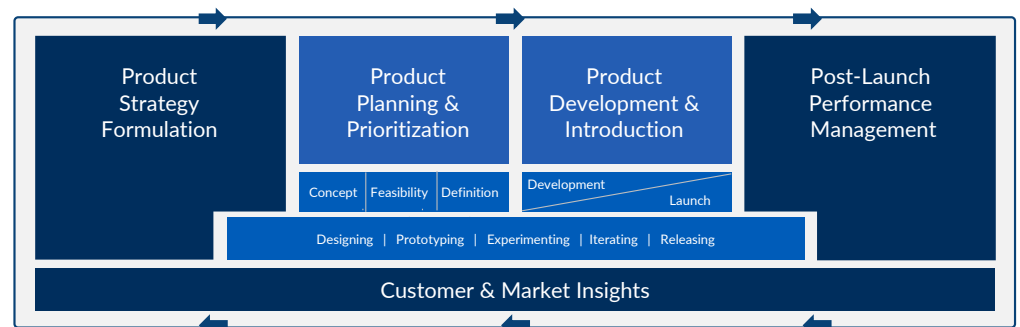 Product
Strategy
Formulation
Product
Planning &
Prioritization
Product
Development &
Introduction
Post-Launch
Performance
Management
Concept | Feasibility | Definition
Development
Launch
Designing | Prototyping | Experimenting | Iterating | Releasing
Customer & Market Insights